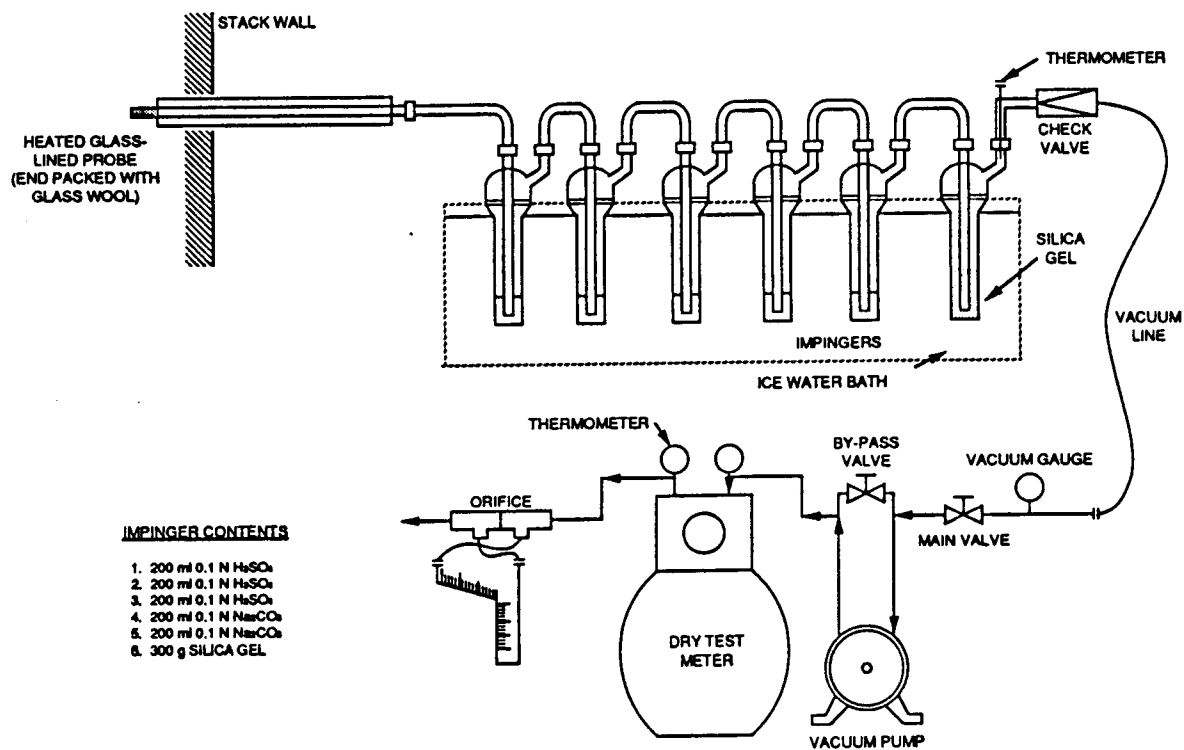 STACK WALL
THERMOMETER
CHECK
VALVE
HEATED GLASS-
LINED PROBE
(END PACKED WITH
GLASS WOOL)
SILICA
GEL
VACUUM
LINE
IMPINGERS
ICE WATER BATH
THERMOMETER
BY-PASS
VALVE
VACUUM GAUGE
ORIFICE
MAIN VALVE
IMPINGER CONTENTS
1. 200 ml 0.1 N H₂SO₄
2. 200 ml 0.1 N H₂SO₄
3. 200 ml 0.1 N H₂SO₄
4. 200 ml 0.1 N Na₂CO₃
5. 200 ml 0.1 N Na₂CO₃
6. 300 g SILICA GEL
DRY TEST
METER
VACUUM PUMP